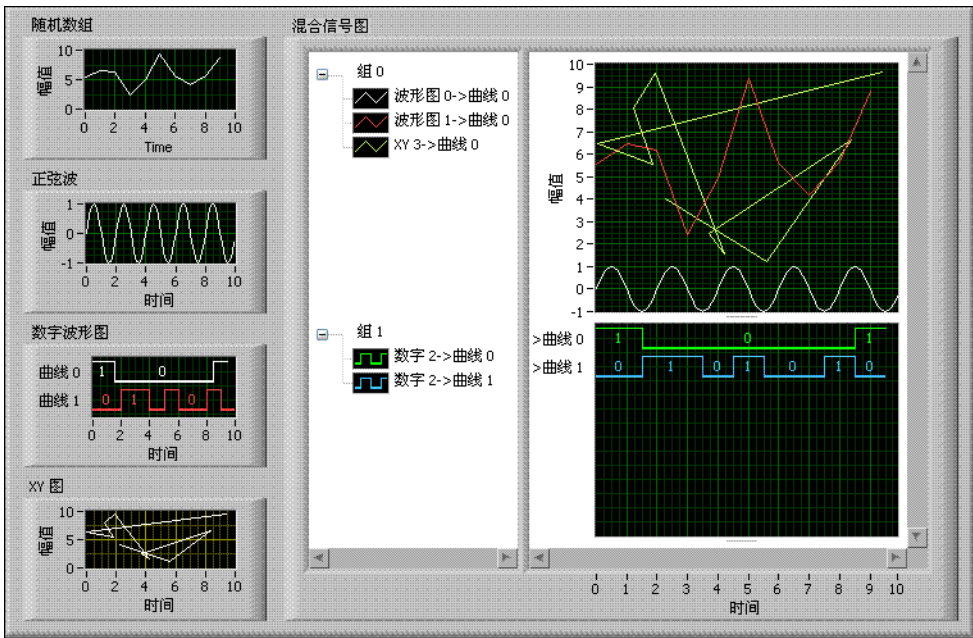 随机数组
10
5
0
幅值
0 2 4 6 8 10
Time
正弦波
1
0
-1
幅值
0 2 4 6 8 10
时间
数字波形图
曲线 0
1 0
曲线 1
0 1 0
0 2 4 6 8 10
时间
XY 图
10
5
0
幅值
0 2 4 6 8 10
时间
混合信号图
组 0
波形图 0->曲线 0
波形图 1->曲线 0
XY 3->曲线 0
组 1
数字 2->曲线 0
数字 2->曲线 1
10
9
8
7
6
5
4
3
2
1
0
-1
幅值
>曲线 0
1 0 1
>曲线 1
0 1 0 1 0 1 0
0 1 2 3 4 5 6 7 8 9 10
时间